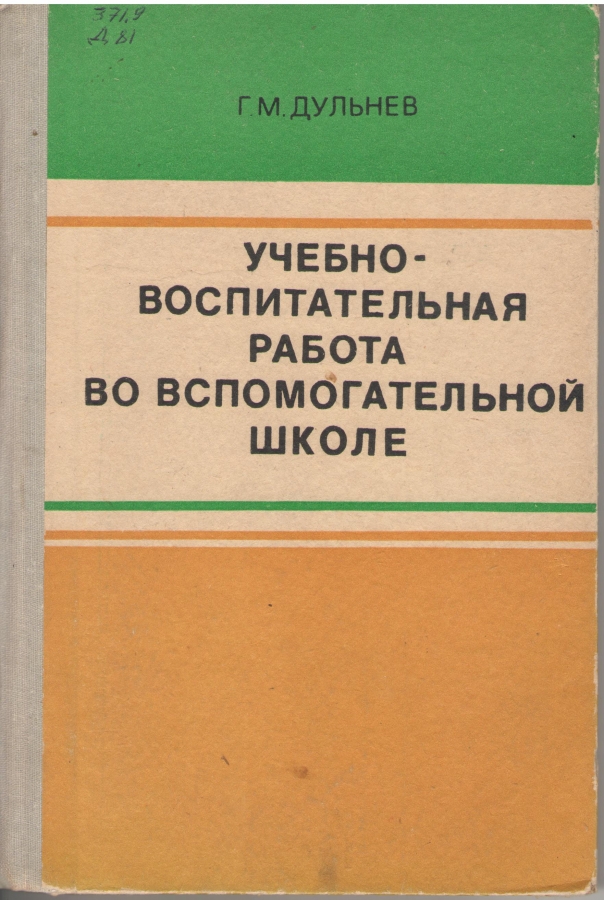 371.9
Д 81
Г. М. ДУЛЬНЕВ
УЧЕБНО-
ВОСПИТАТЕЛЬНАЯ
РАБОТА
ВО ВСПОМОГАТЕЛЬНОЙ
ШКОЛЕ